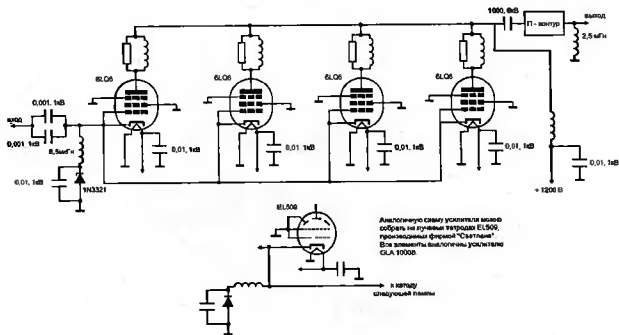 1000, 6кВ
П - контур
выход
2,5 мГн
6LQ6
6LQ6
6LQ6
6LQ6
0,001, 1кВ
вход
0,001, 1кВ
8,5мкГн
0,01, 1кВ
1N3321
0,01, 1кВ
0,01, 1кВ
0,01, 1кВ
0,01, 1кВ
0,01, 1кВ
+ 1200 В
EL509
Аналогичную схему усилителя можно
собрать на лучевых тетродах EL509,
производимых фирмой "Светлана".
Все элементы аналогичны усилителю
GLA 1000B.
к катоду
следующей лампы